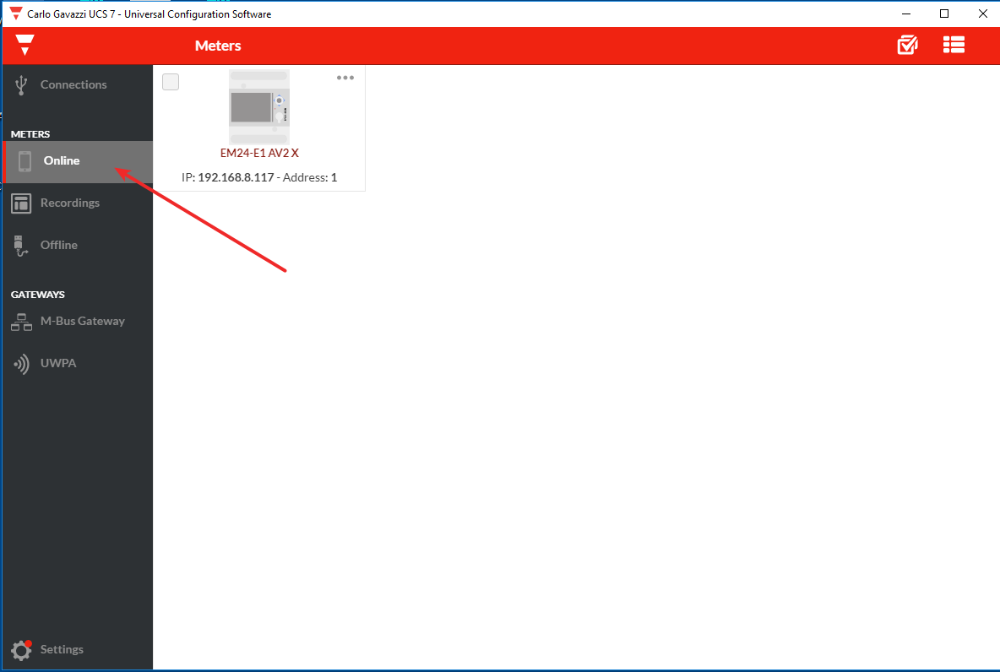 Carlo Gavazzi UCS 7 - Universal Configuration Software
Meters
Connections
METERS
Online
Recordings
Offline
GATEWAYS
M-Bus Gateway
UWPA
Settings
EM24-E1 AV2 X
IP: 192.168.8.117 - Address: 1